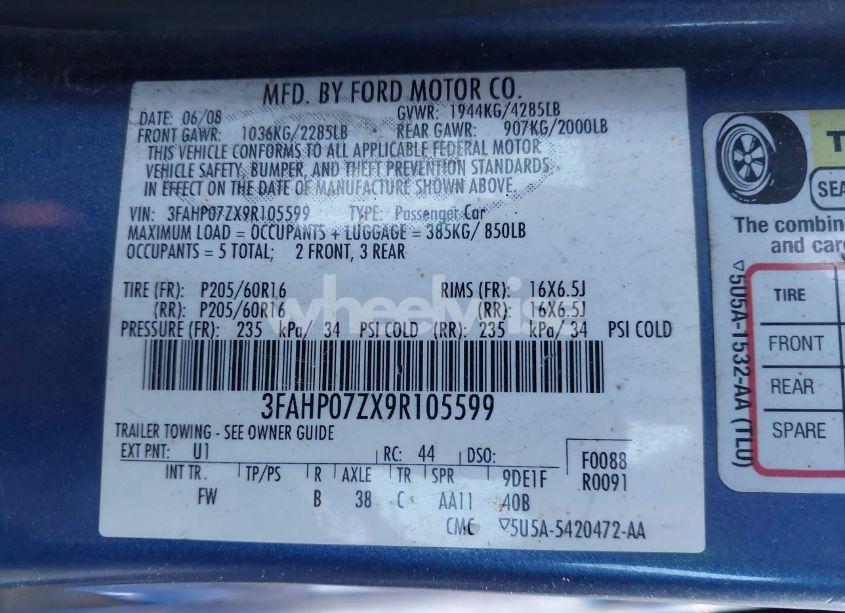 MFD. BY FORD MOTOR CO.
DATE: 06/08 GVWR: 1944KG/4285LB
FRONT GAWR: 1036KG/2285LB REAR GAWR: 907KG/2000LB
THIS VEHICLE CONFORMS TO ALL APPLICABLE FEDERAL MOTOR
VEHICLE SAFETY, BUMPER, AND THEFT PREVENTION STANDARDS
IN EFFECT ON THE DATE OF MANUFACTURE SHOWN ABOVE.
VIN: 3FAHP07ZX9R105599 TYPE: Passenger Car
MAXIMUM LOAD = OCCUPANTS + LUGGAGE = 385KG/ 850LB
OCCUPANTS = 5 TOTAL; 2 FRONT, 3 REAR
TIRE (FR): P205/60R16 RIMS (FR): 16X6.5J
(RR): P205/60R16 (RR): 16X6.5J
PRESSURE (FR): 235 kPa/ 34 PSI COLD (RR): 235 kPa/ 34 PSI COLD
3FAHP07ZX9R105599
TRAILER TOWING - SEE OWNER GUIDE
EXT PNT: U1 RC: 44 DSO: F0088
R0091
INT TR. TP/PS R AXLE TR SPR 9DE1F
FW B 38 C AA11 40B
CMC ▽5U5A-5420472-AA
wheelwise
T
SEA
The combin
and carg
TIRE
FRONT
REAR
SPARE
▽5U5A-1532-AA (TLU)